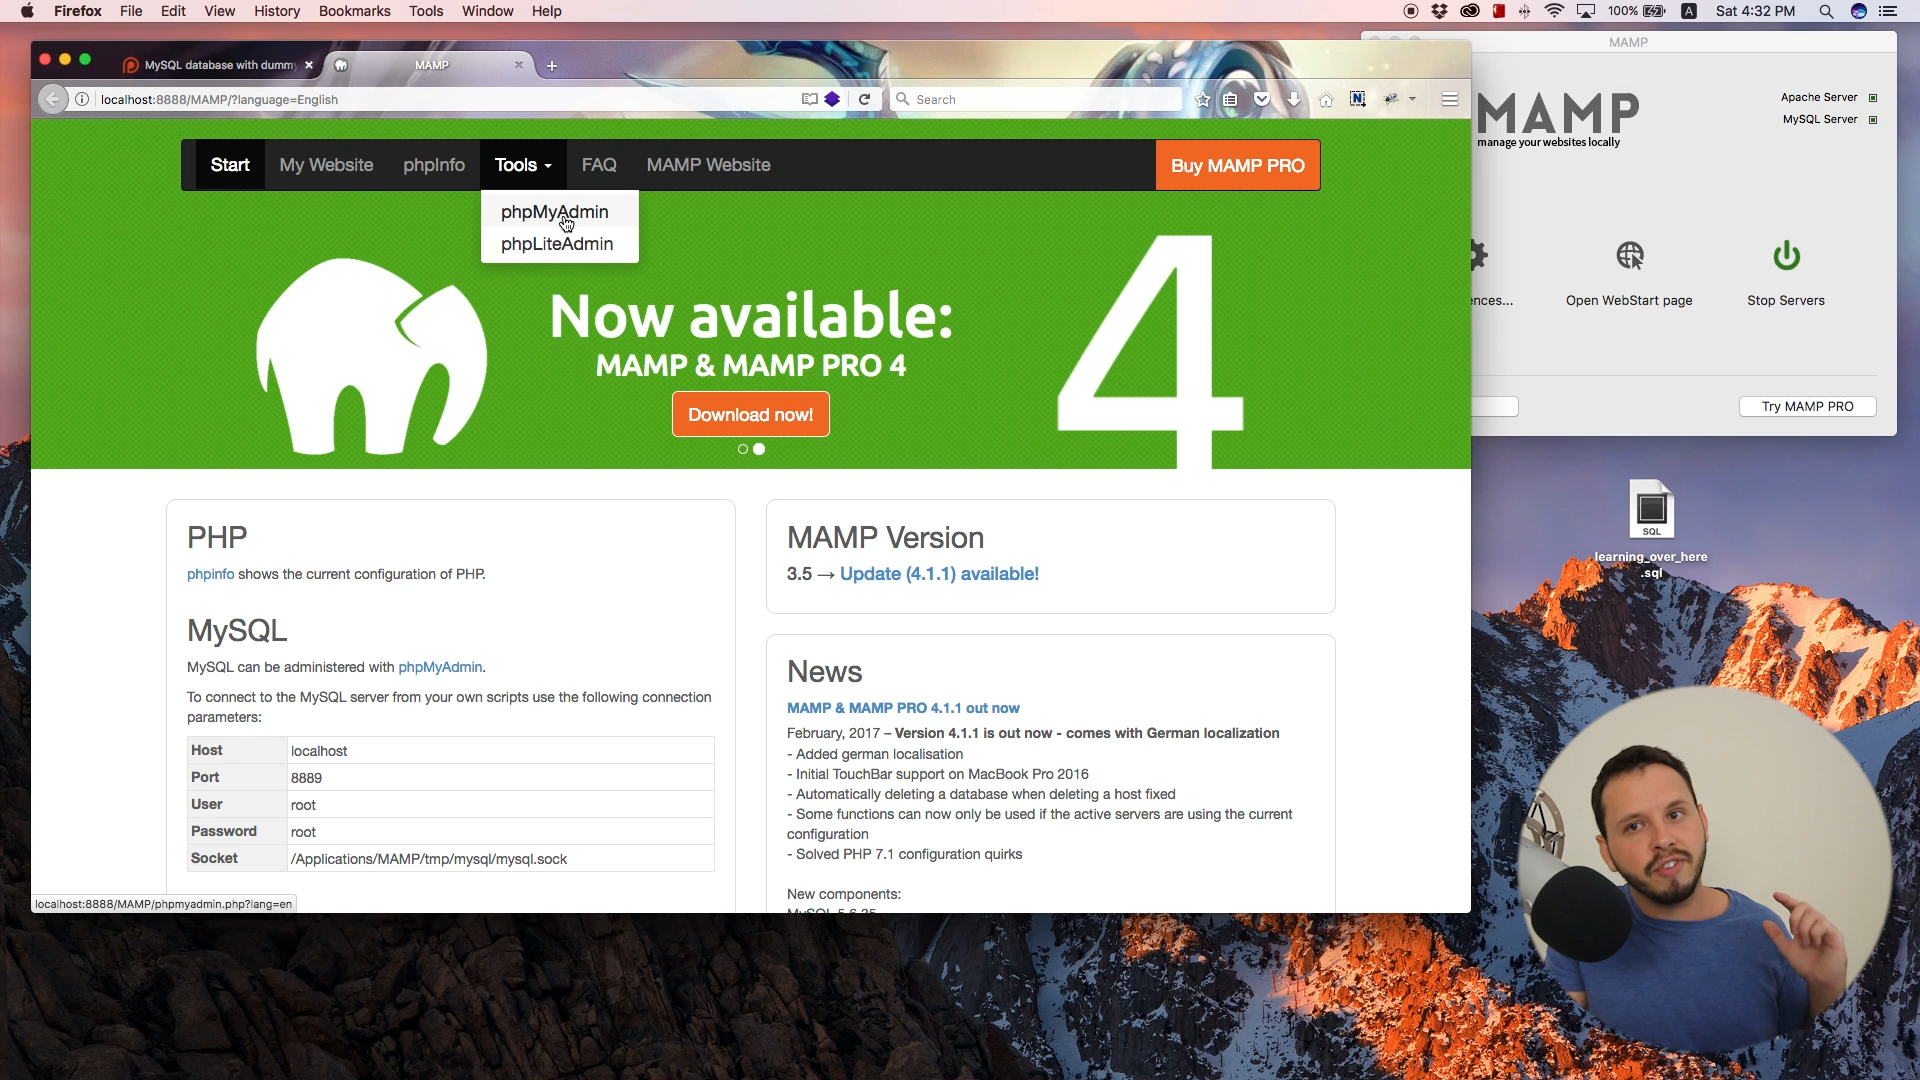 Firefox File Edit View History Bookmarks Tools Window Help
100% A Sat 4:32 PM
MySQL database with dummy
MAMP
localhost:8888/MAMP/?language=English
Search
Start My Website phpInfo Tools FAQ MAMP Website Buy MAMP PRO
phpMyAdmin
phpLiteAdmin
Now available:
MAMP & MAMP PRO 4
Download now!
4
PHP
phpinfo shows the current configuration of PHP.
MySQL
MySQL can be administered with phpMyAdmin.
To connect to the MySQL server from your own scripts use the following connection
parameters:
Host localhost
Port 8889
User root
Password root
Socket /Applications/MAMP/tmp/mysql/mysql.sock
localhost:8888/MAMP/phpmyadmin.php?lang=en
MAMP Version
3.5 → Update (4.1.1) available!
News
MAMP & MAMP PRO 4.1.1 out now
February, 2017 – Version 4.1.1 is out now - comes with German localization
- Added german localisation
- Initial TouchBar support on MacBook Pro 2016
- Automatically deleting a database when deleting a host fixed
- Some functions can now only be used if the active servers are using the current
configuration
- Solved PHP 7.1 configuration quirks
New components:
MAMP
MAMP
manage your websites locally
Apache Server
MySQL Server
ences...
Open WebStart page
Stop Servers
Try MAMP PRO
SQL
learning_over_here
.sql